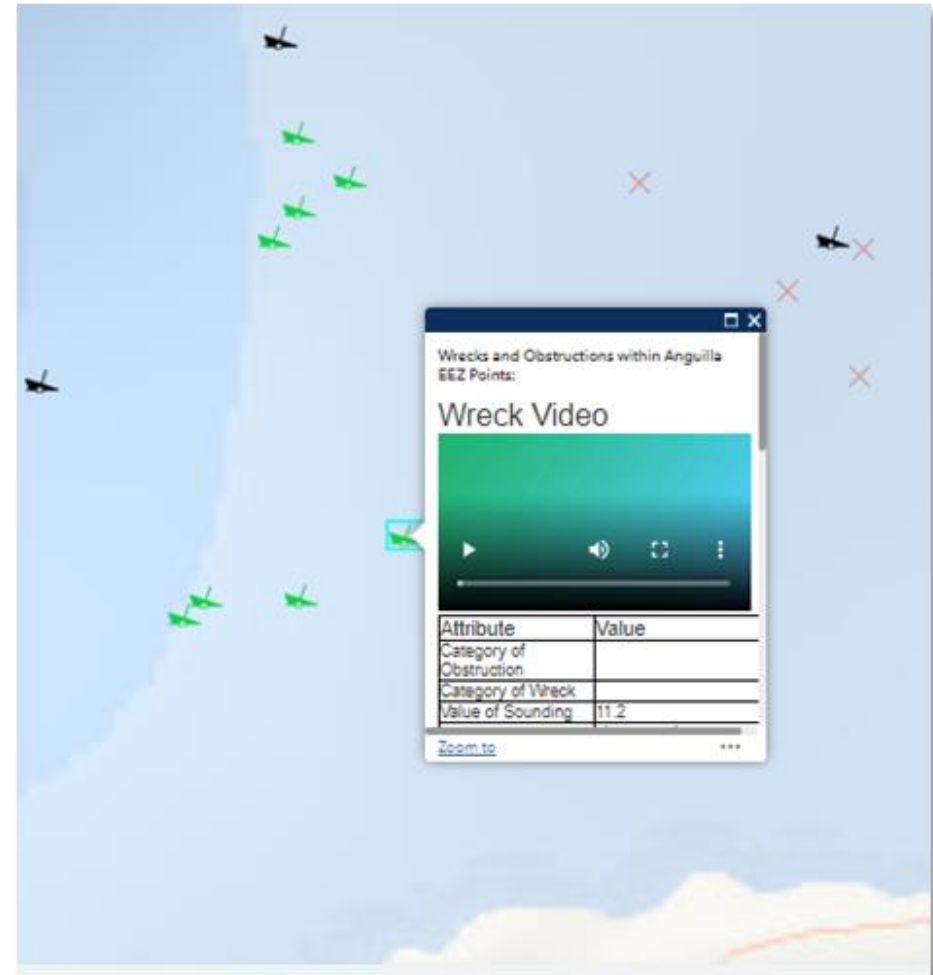 Wrecks and Obstructions within Anguilla
EEZ Points:
Wreck Video
Attribute Value
Category of
Obstruction
Category of Wreck
Value of Sounding 11.2
Zoom to